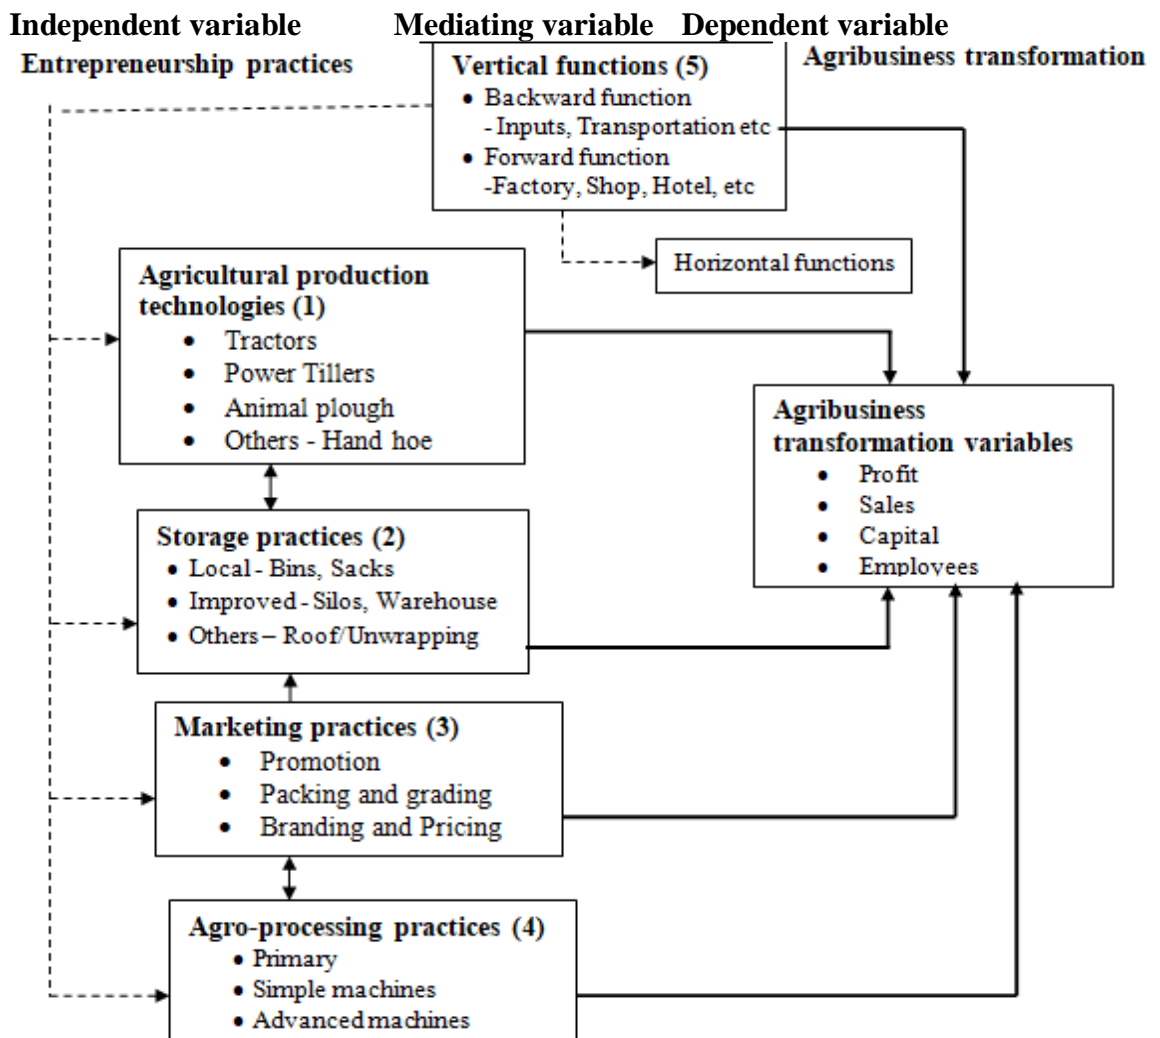 Independent variable Mediating variable Dependent variable
Entrepreneurship practices
Agribusiness transformation
Vertical functions (5)
• Backward function
- Inputs, Transportation etc
• Forward function
-Factory, Shop, Hotel, etc
Horizontal functions
Agricultural production
technologies (1)
• Tractors
• Power Tillers
• Animal plough
• Others - Hand hoe
Agribusiness
transformation variables
• Profit
• Sales
• Capital
• Employees
Storage practices (2)
• Local - Bins, Sacks
• Improved - Silos, Warehouse
• Others – Roof/Unwrapping
Marketing practices (3)
• Promotion
• Packing and grading
• Branding and Pricing
Agro-processing practices (4)
• Primary
• Simple machines
• Advanced machines